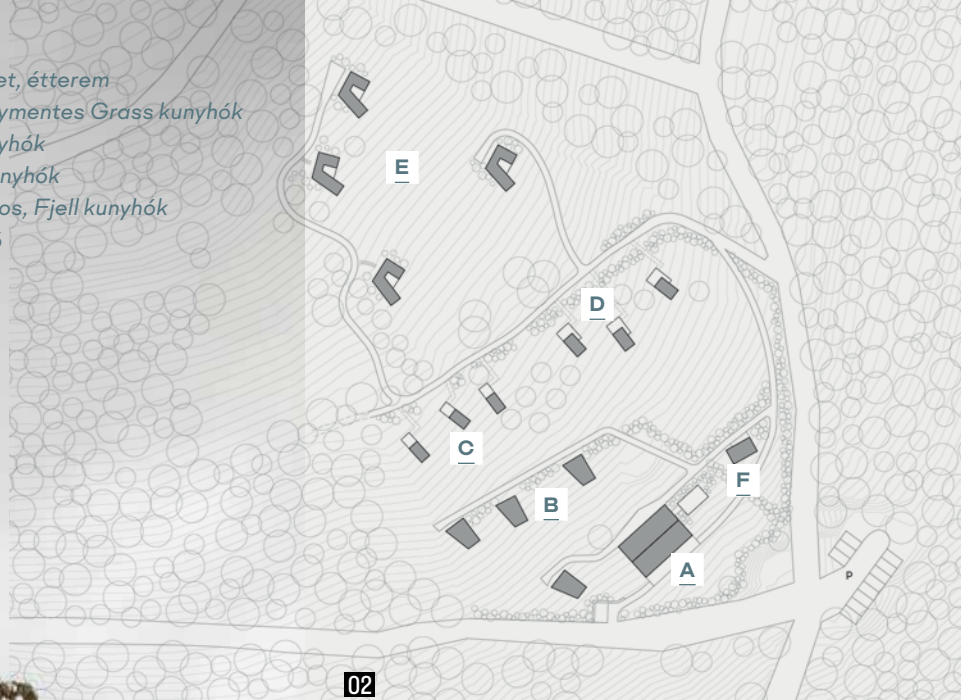 et, étterem
ymentes Grass kunyhók
yhók
nyhók
os, Fjell kunyhók
E
D
C
B
F
A
P
02